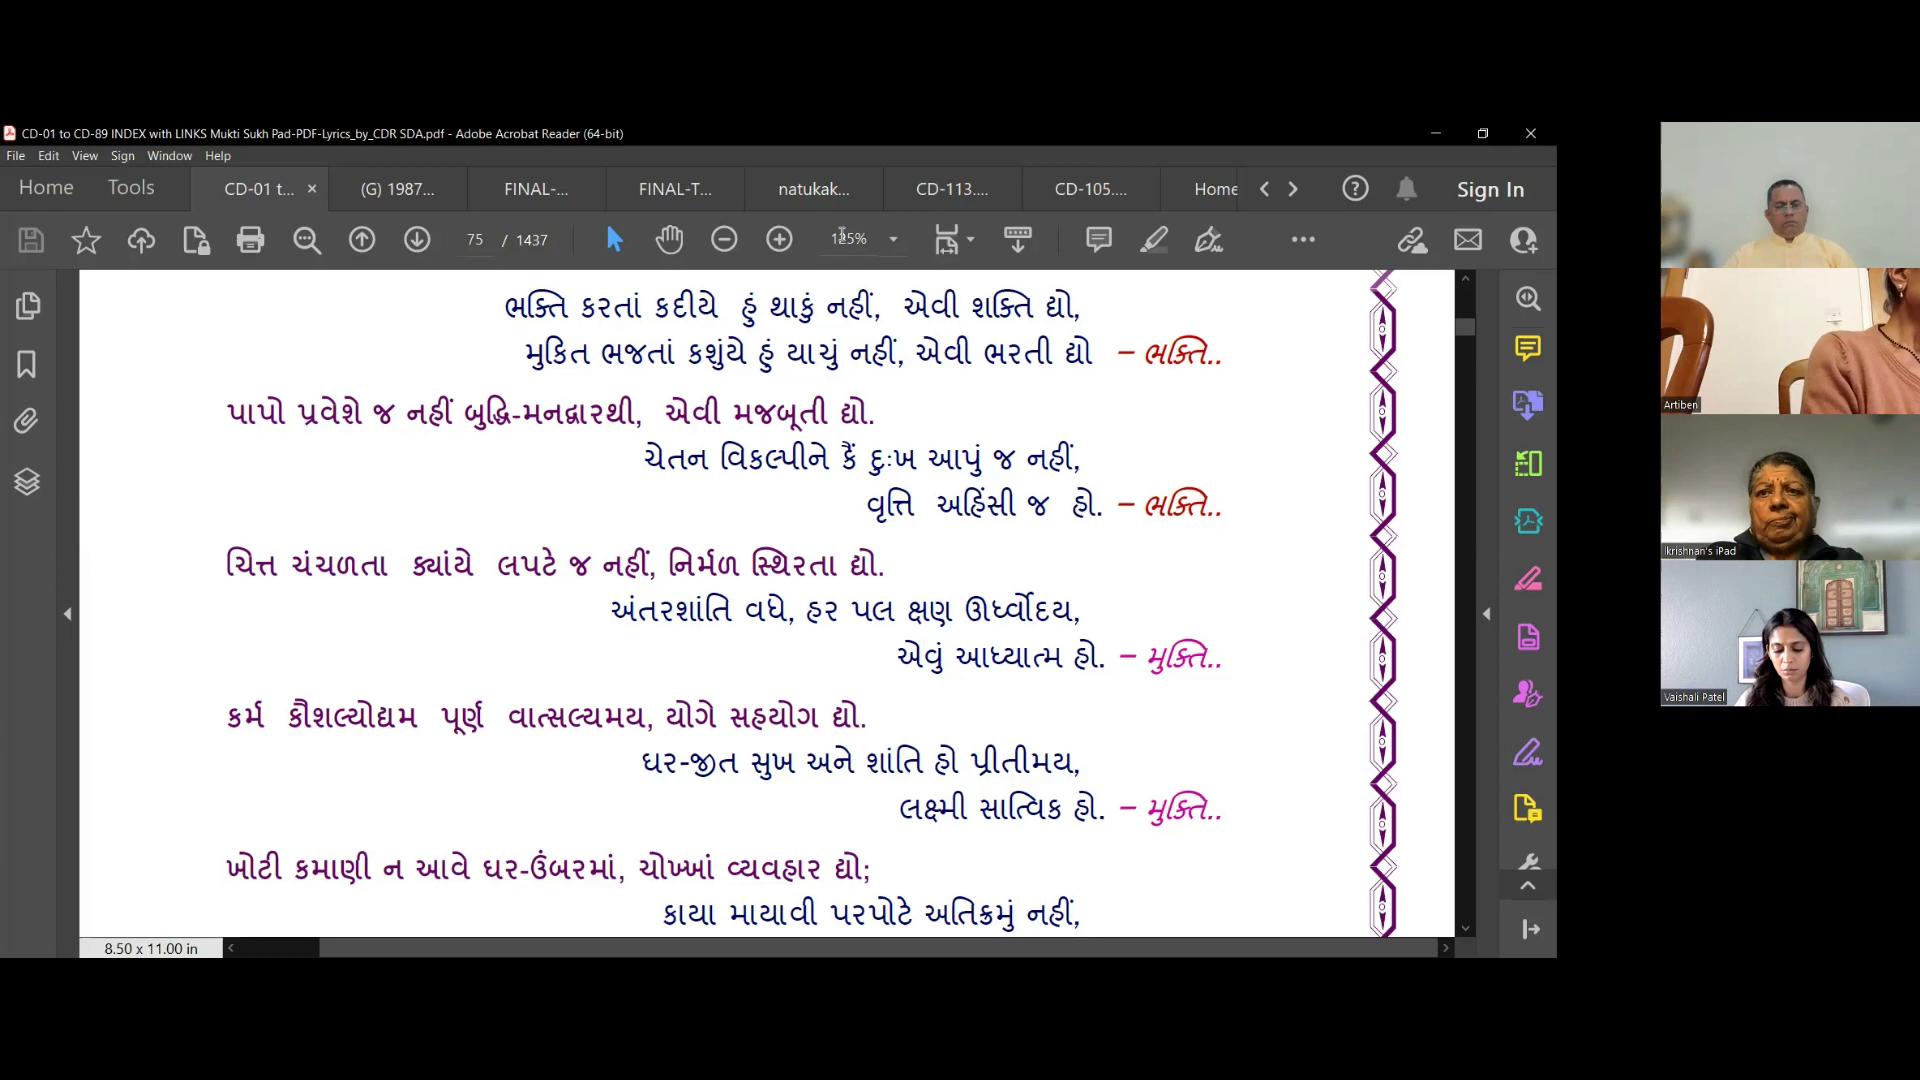 CD-01 to CD-89 INDEX with LINKS Mukti Sukh Pad-PDF-Lyrics_by_CDR SDA.pdf - Adobe Acrobat Reader (64-bit)
File Edit View Sign Window Help
Home Tools CD-01 t... (G) 1987... FINAL-... FINAL-T... natukak... CD-113.... CD-105.... Home Sign In
75 / 1437 125%
ભક્તિ કરતાં કદીયે હું થાકું નહીં, એવી શક્તિ દ્યો,
મુકિત ભજતાં કશુંયે હું યાચું નહીં, એવી ભરતી દ્યો – ભક્તિ..
પાપો પ્રવેશે જ નહીં બુદ્ધિ-મનદ્વારથી, એવી મજબૂતી દ્યો.
ચેતન વિકલ્પીને કૈં દુઃખ આપું જ નહીં,
વૃત્તિ અહિંસી જ હો. – ભક્તિ..
ચિત્ત ચંચળતા ક્યાંયે લપટે જ નહીં, નિર્મળ સ્થિરતા દ્યો.
અંતરશાંતિ વધે, હર પલ ક્ષણ ઊર્ધ્વોદય,
એવું આધ્યાત્મ હો. – મુક્તિ..
કર્મ કૌશલ્યોદ્યમ પૂર્ણ વાત્સલ્યમય, યોગે સહયોગ દ્યો.
ઘર-જીત સુખ અને શાંતિ હો પ્રીતીમય,
લક્ષ્મી સાત્વિક હો. – મુક્તિ..
ખોટી કમાણી ન આવે ઘર-ઉંબરમાં, ચોખ્ખાં વ્યવહાર દ્યો;
કાયા માયાવી પરપોટે અતિક્રમું નહીં,
8.50 x 11.00 in
Artiben
lkrishnan's iPad
Vaishali Patel